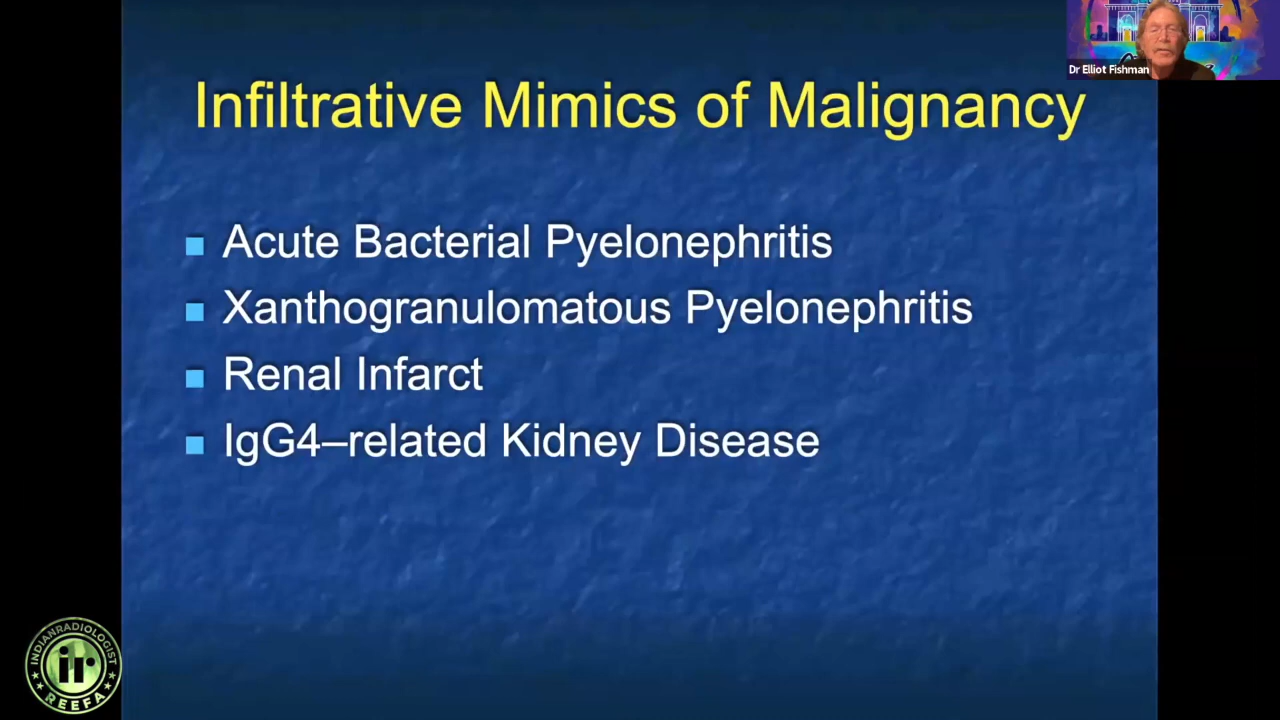 Dr Elliot Fishman
Infiltrative Mimics of Malignancy
Acute Bacterial Pyelonephritis
Xanthogranulomatous Pyelonephritis
Renal Infarct
IgG4–related Kidney Disease
INDIANRADIOLOGIST
ir
REEFA